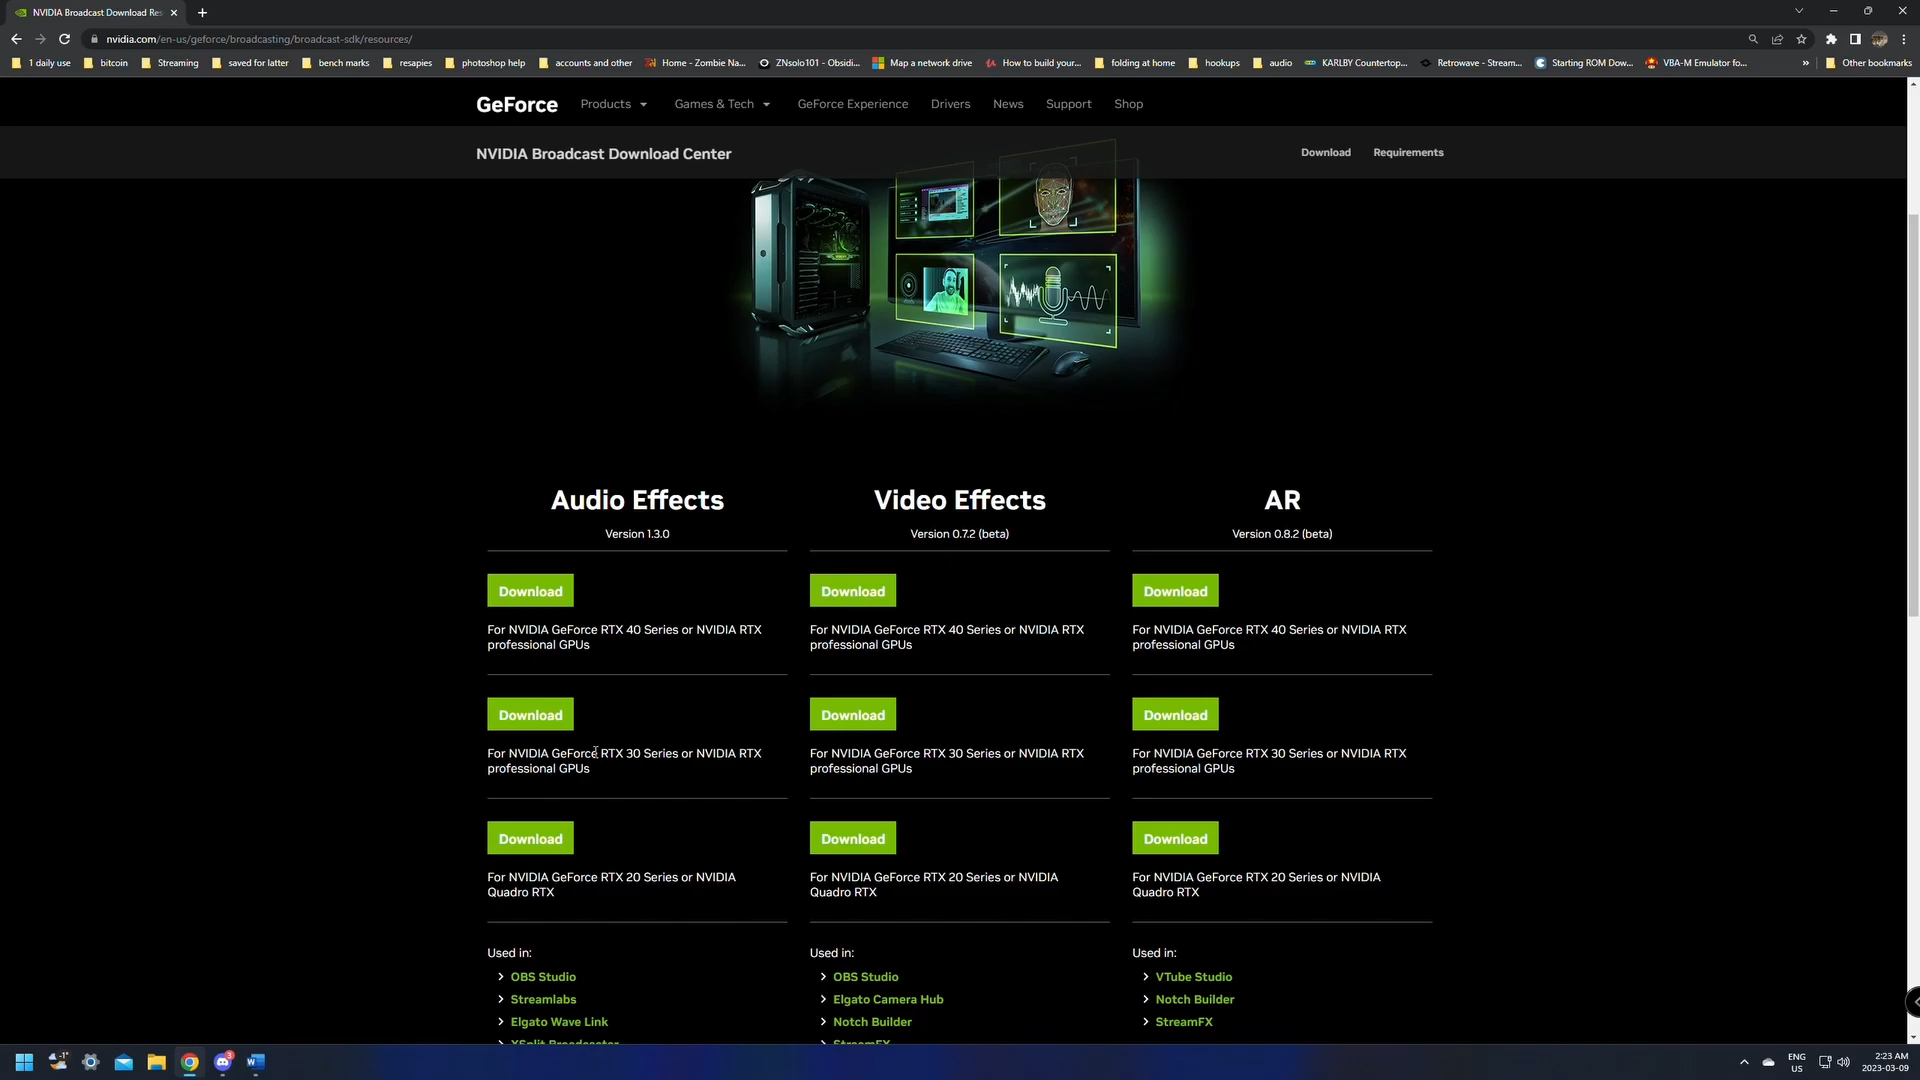 NVIDIA Broadcast Download Res
nvidia.com/en-us/geforce/broadcasting/broadcast-sdk/resources/
1 daily use
bitcoin
Streaming
saved for latter
bench marks
resapies
photoshop help
accounts and other
Home - Zombie Na...
ZNsolo101 - Obsidi...
Map a network drive
How to build your...
folding at home
hookups
audio
KARLBY Countertop...
Retrowave - Stream...
Starting ROM Dow...
VBA-M Emulator fo...
»
Other bookmarks
GeForce
Products
Games & Tech
GeForce Experience
Drivers
News
Support
Shop
NVIDIA Broadcast Download Center
Download
Requirements
Audio Effects
Version 1.3.0
Download
For NVIDIA GeForce RTX 40 Series or NVIDIA RTX
professional GPUs
Download
For NVIDIA GeForce RTX 30 Series or NVIDIA RTX
professional GPUs
Download
For NVIDIA GeForce RTX 20 Series or NVIDIA
Quadro RTX
Used in:
OBS Studio
Streamlabs
Elgato Wave Link
XSplit Broadcaster
Video Effects
Version 0.7.2 (beta)
Download
For NVIDIA GeForce RTX 40 Series or NVIDIA RTX
professional GPUs
Download
For NVIDIA GeForce RTX 30 Series or NVIDIA RTX
professional GPUs
Download
For NVIDIA GeForce RTX 20 Series or NVIDIA
Quadro RTX
Used in:
OBS Studio
Elgato Camera Hub
Notch Builder
StreamFX
AR
Version 0.8.2 (beta)
Download
For NVIDIA GeForce RTX 40 Series or NVIDIA RTX
professional GPUs
Download
For NVIDIA GeForce RTX 30 Series or NVIDIA RTX
professional GPUs
Download
For NVIDIA GeForce RTX 20 Series or NVIDIA
Quadro RTX
Used in:
VTube Studio
Notch Builder
StreamFX
-1°
3
W
ENG
US
2:23 AM
2023-03-09